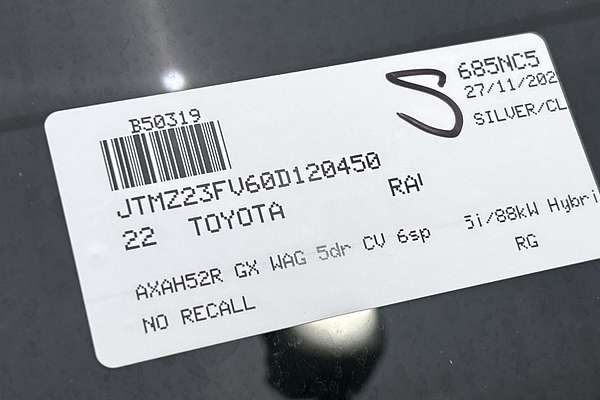 B50319
S
685NC5
27/11/202
SILVER/CL
JTMZ23FV60D120450
22 TOYOTA RAV
AXAH52R GX WAG 5dr CV 6sp 5i/88kW Hybri
NO RECALL RG